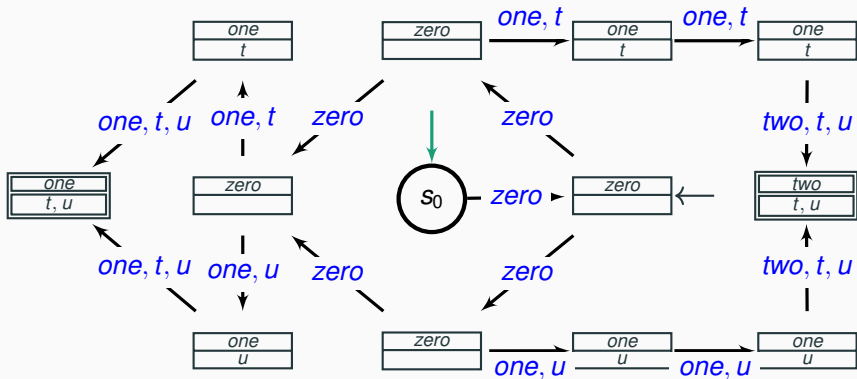 one
t
zero
one, t
one
t
one, t
one
t
one, t, u
one, t
zero
zero
two, t, u
one
t, u
zero
s0
zero
zero
two
t, u
one, t, u
one, u
zero
zero
two, t, u
one
u
zero
one, u
one
u
one, u
one
u